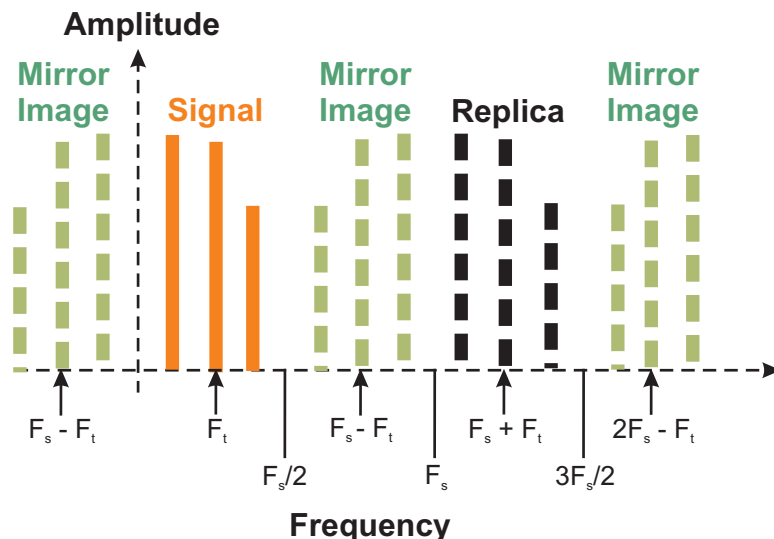 Amplitude
Mirror
Image
Signal
Mirror
Image
Replica
Mirror
Image
Fs - Ft
Ft
Fs - Ft
Fs + Ft
2Fs - Ft
Fs/2
Fs
3Fs/2
Frequency